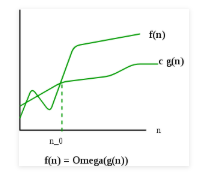 f(n)
c g(n)
n
n_0
f(n) = Omega(g(n))